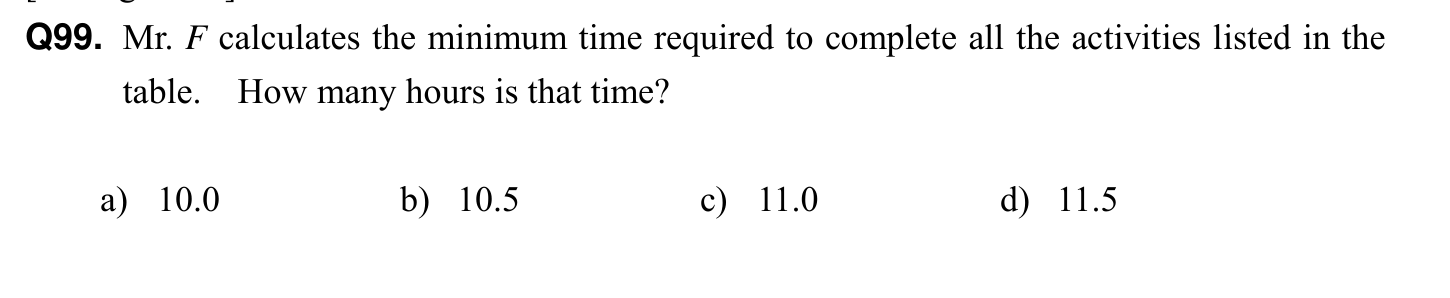 Q99. Mr. F calculates the minimum time required to complete all the activities listed in the
table. How many hours is that time?
a) 10.0 b) 10.5 c) 11.0 d) 11.5